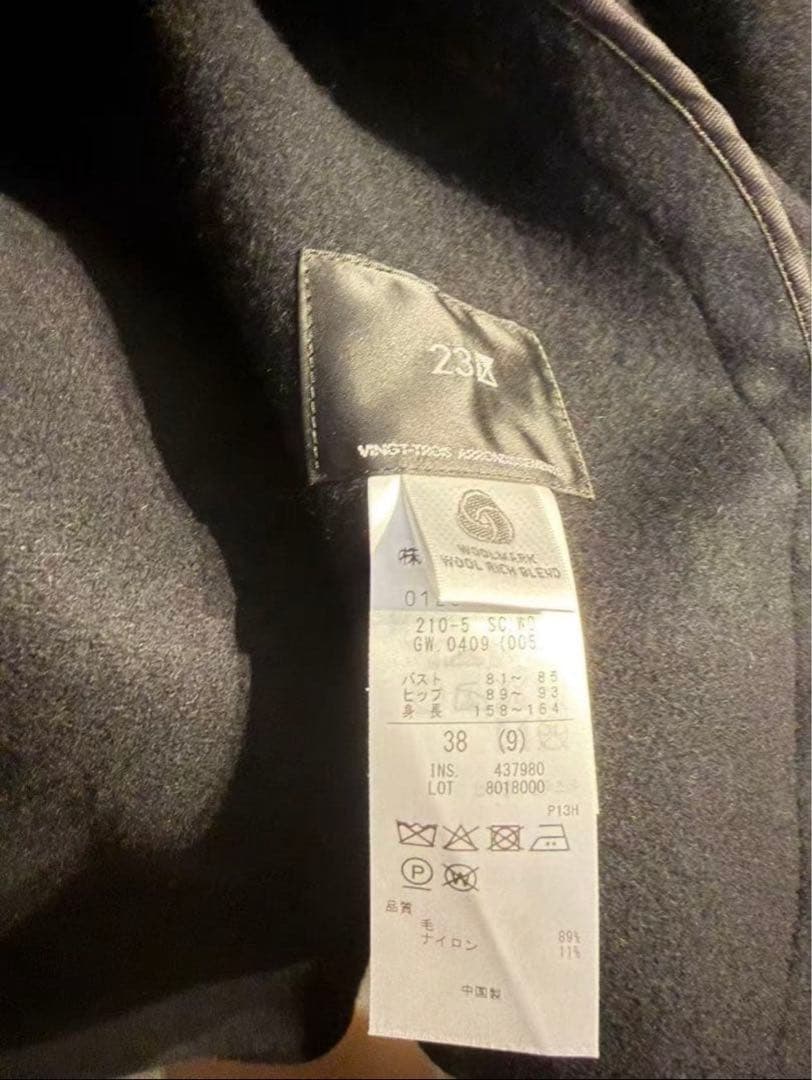 23区
VINGT-TROIS ARRONDISSEMENTS
WOOLMARK
WOOL RICH BLEND
株
210-5 SC
GW.0409 (005
バスト 81～ 85
ヒップ 89～ 93
身長 158～164
38 (9)
INS. 437980
LOT 8018000
P13H
P
W
品質
毛 89%
ナイロン 11%
中国製